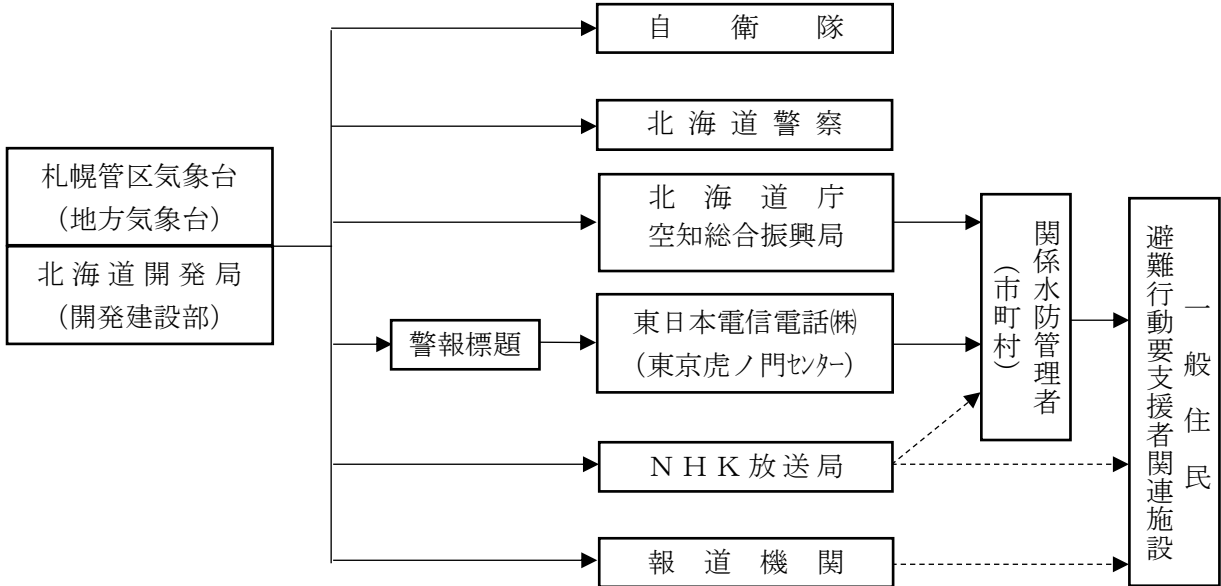 自衛隊
北海道警察
札幌管区気象台
(地方気象台)
北海道開発局
(開発建設部)
北海道庁
空知総合振興局
警報標題
東日本電信電話㈱
(東京虎ノ門ｾﾝﾀｰ)
ＮＨＫ放送局
報道機関
関係水防管理者
(市町村)
一般住民
避難行動要支援者関連施設